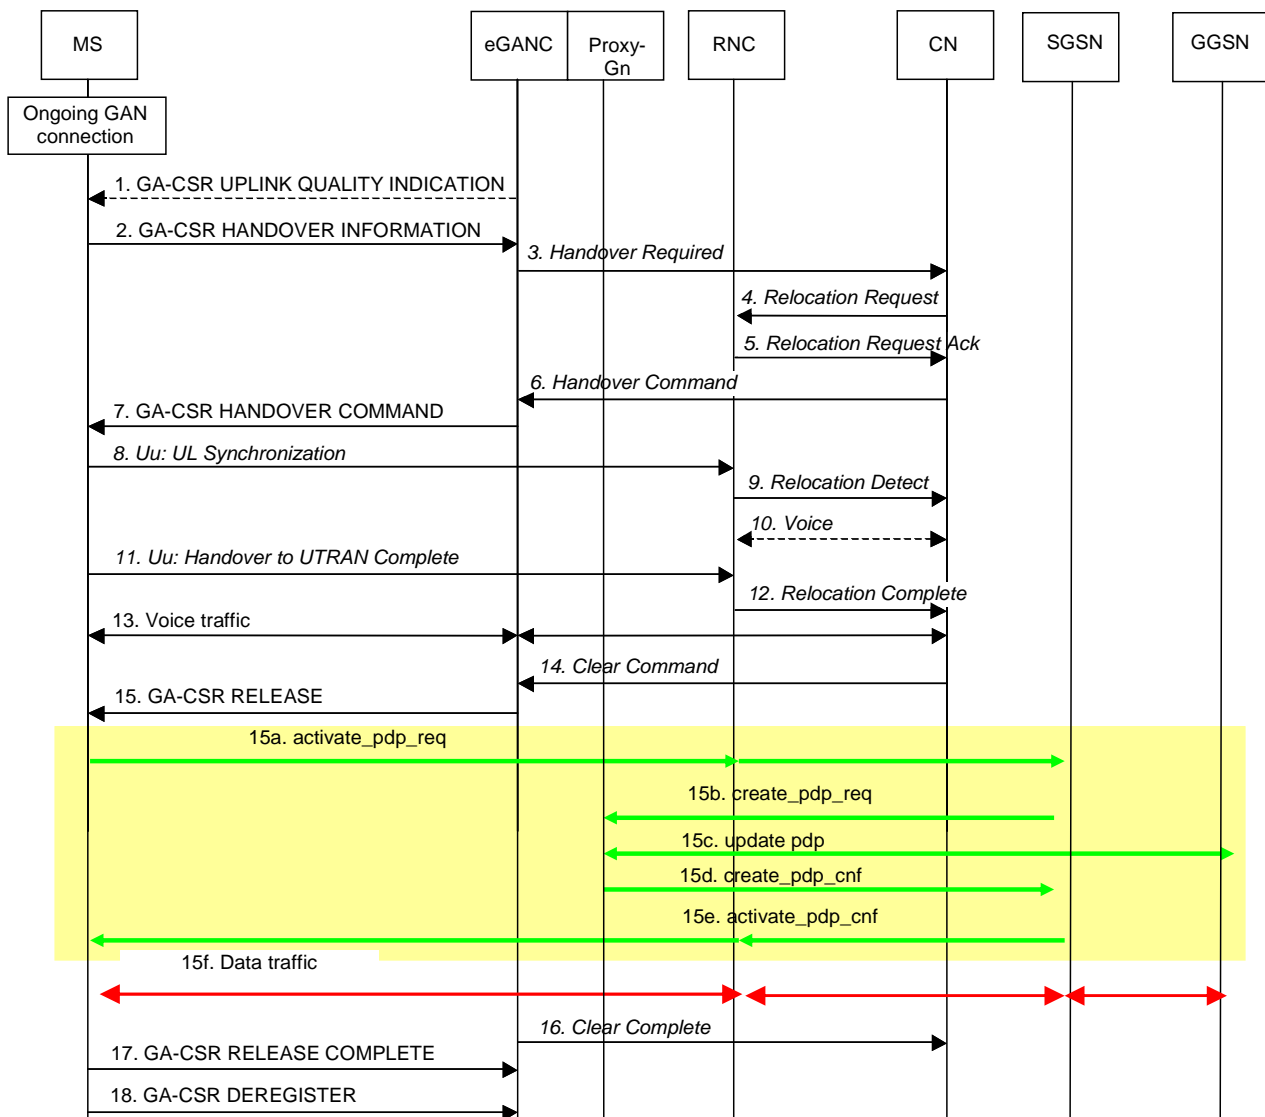 MS
eGANC
Proxy-
Gn
RNC
CN
SGSN
GGSN
Ongoing GAN
connection
1. GA-CSR UPLINK QUALITY INDICATION
2. GA-CSR HANDOVER INFORMATION
3. Handover Required
4. Relocation Request
5. Relocation Request Ack
6. Handover Command
7. GA-CSR HANDOVER COMMAND
8. Uu: UL Synchronization
9. Relocation Detect
10. Voice
11. Uu: Handover to UTRAN Complete
12. Relocation Complete
13. Voice traffic
14. Clear Command
15. GA-CSR RELEASE
15a. activate_pdp_req
15b. create_pdp_req
15c. update pdp
15d. create_pdp_cnf
15e. activate_pdp_cnf
15f. Data traffic
16. Clear Complete
17. GA-CSR RELEASE COMPLETE
18. GA-CSR DEREGISTER